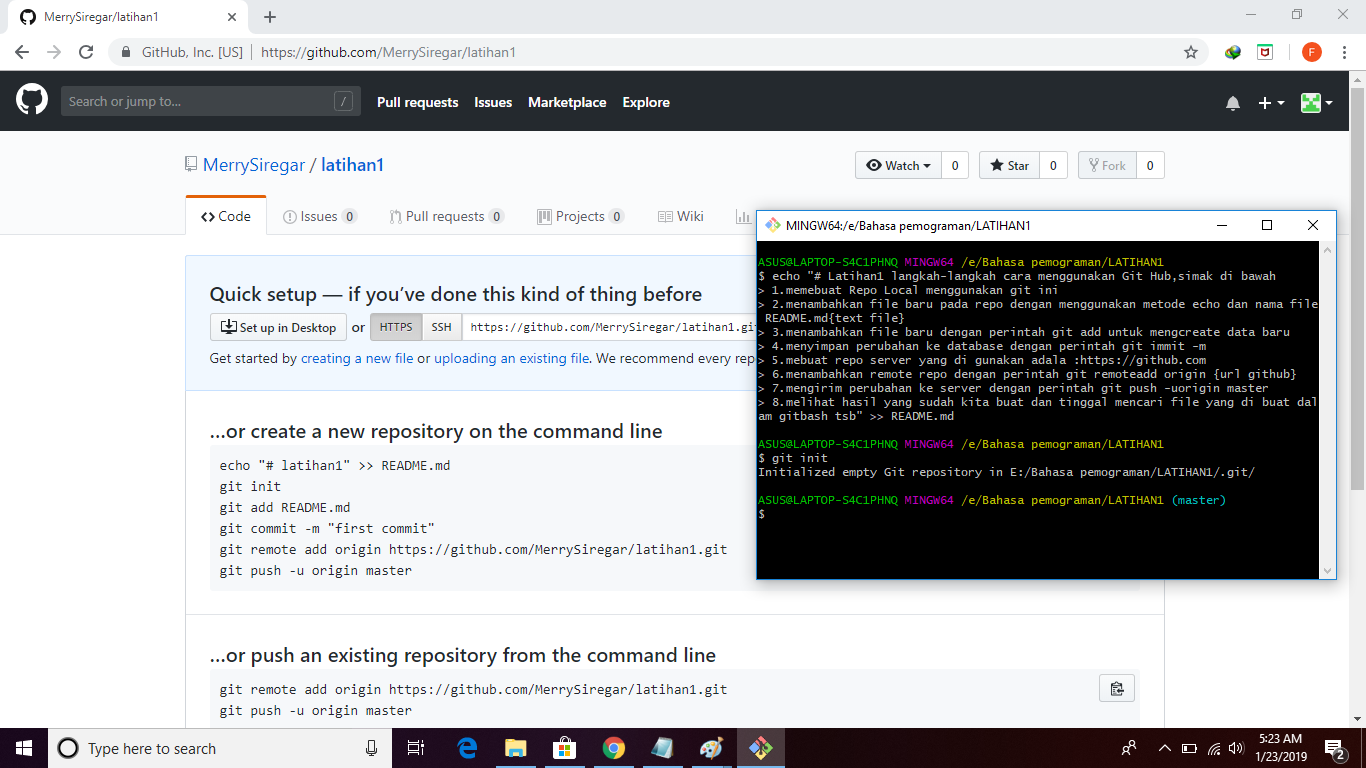 MerrySiregar/latihan1
GitHub, Inc. [US] | https://github.com/MerrySiregar/latihan1
F
Search or jump to...
/
Pull requests Issues Marketplace Explore
MerrySiregar / latihan1
Watch 0 Star 0 Fork 0
<> Code Issues 0 Pull requests 0 Projects 0 Wiki
Quick setup — if you’ve done this kind of thing before
Set up in Desktop or HTTPS SSH https://github.com/MerrySiregar/latihan1.gi
Get started by creating a new file or uploading an existing file. We recommend every rep
...or create a new repository on the command line
echo "# latihan1" >> README.md
git init
git add README.md
git commit -m "first commit"
git remote add origin https://github.com/MerrySiregar/latihan1.git
git push -u origin master
...or push an existing repository from the command line
git remote add origin https://github.com/MerrySiregar/latihan1.git
git push -u origin master
MINGW64:/e/Bahasa pemograman/LATIHAN1
ASUS@LAPTOP-S4C1PHNQ MINGW64 /e/Bahasa pemograman/LATIHAN1
$ echo "# Latihan1 langkah-langkah cara menggunakan Git Hub,simak di bawah
> 1.memebuat Repo Local menggunakan git ini
> 2.menambahkan file baru pada repo dengan menggunakan metode echo dan nama file
README.md{text file}
> 3.menambahkan file baru dengan perintah git add untuk mengcreate data baru
> 4.menyimpan perubahan ke database dengan perintah git immit -m
> 5.mebuat repo server yang di gunakan adala :https://github.com
> 6.menambahkan remote repo dengan perintah git remoteadd origin {url github}
> 7.mengirim perubahan ke server dengan perintah git push -uorigin master
> 8.melihat hasil yang sudah kita buat dan tinggal mencari file yang di buat dal
am gitbash tsb" >> README.md
ASUS@LAPTOP-S4C1PHNQ MINGW64 /e/Bahasa pemograman/LATIHAN1
$ git init
Initialized empty Git repository in E:/Bahasa pemograman/LATIHAN1/.git/
ASUS@LAPTOP-S4C1PHNQ MINGW64 /e/Bahasa pemograman/LATIHAN1 (master)
$
Type here to search
5:23 AM
1/23/2019
2